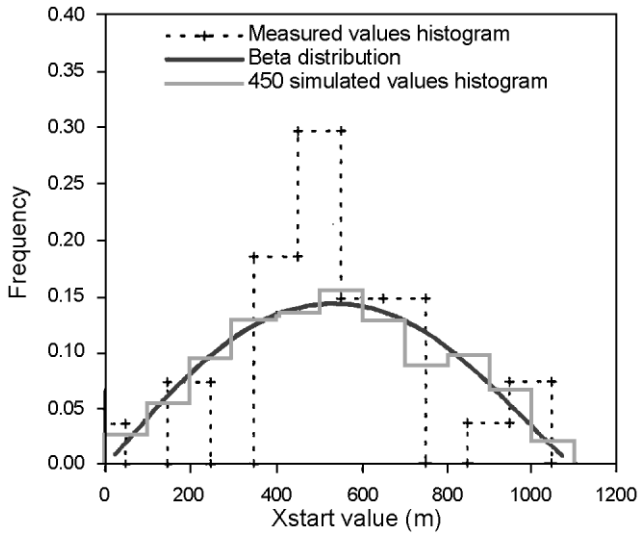 0.40
0.35
0.30
0.25
0.20
0.15
0.10
0.05
0.00
Frequency
Measured values histogram
Beta distribution
450 simulated values histogram
0 200 400 600 800 1000 1200
Xstart value (m)